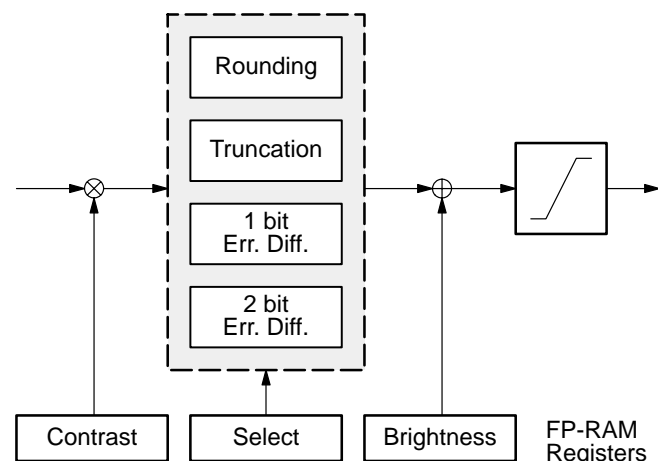 Rounding
Truncation
1 bit
Err. Diff.
2 bit
Err. Diff.
Contrast
Select
Brightness
FP-RAM
Registers